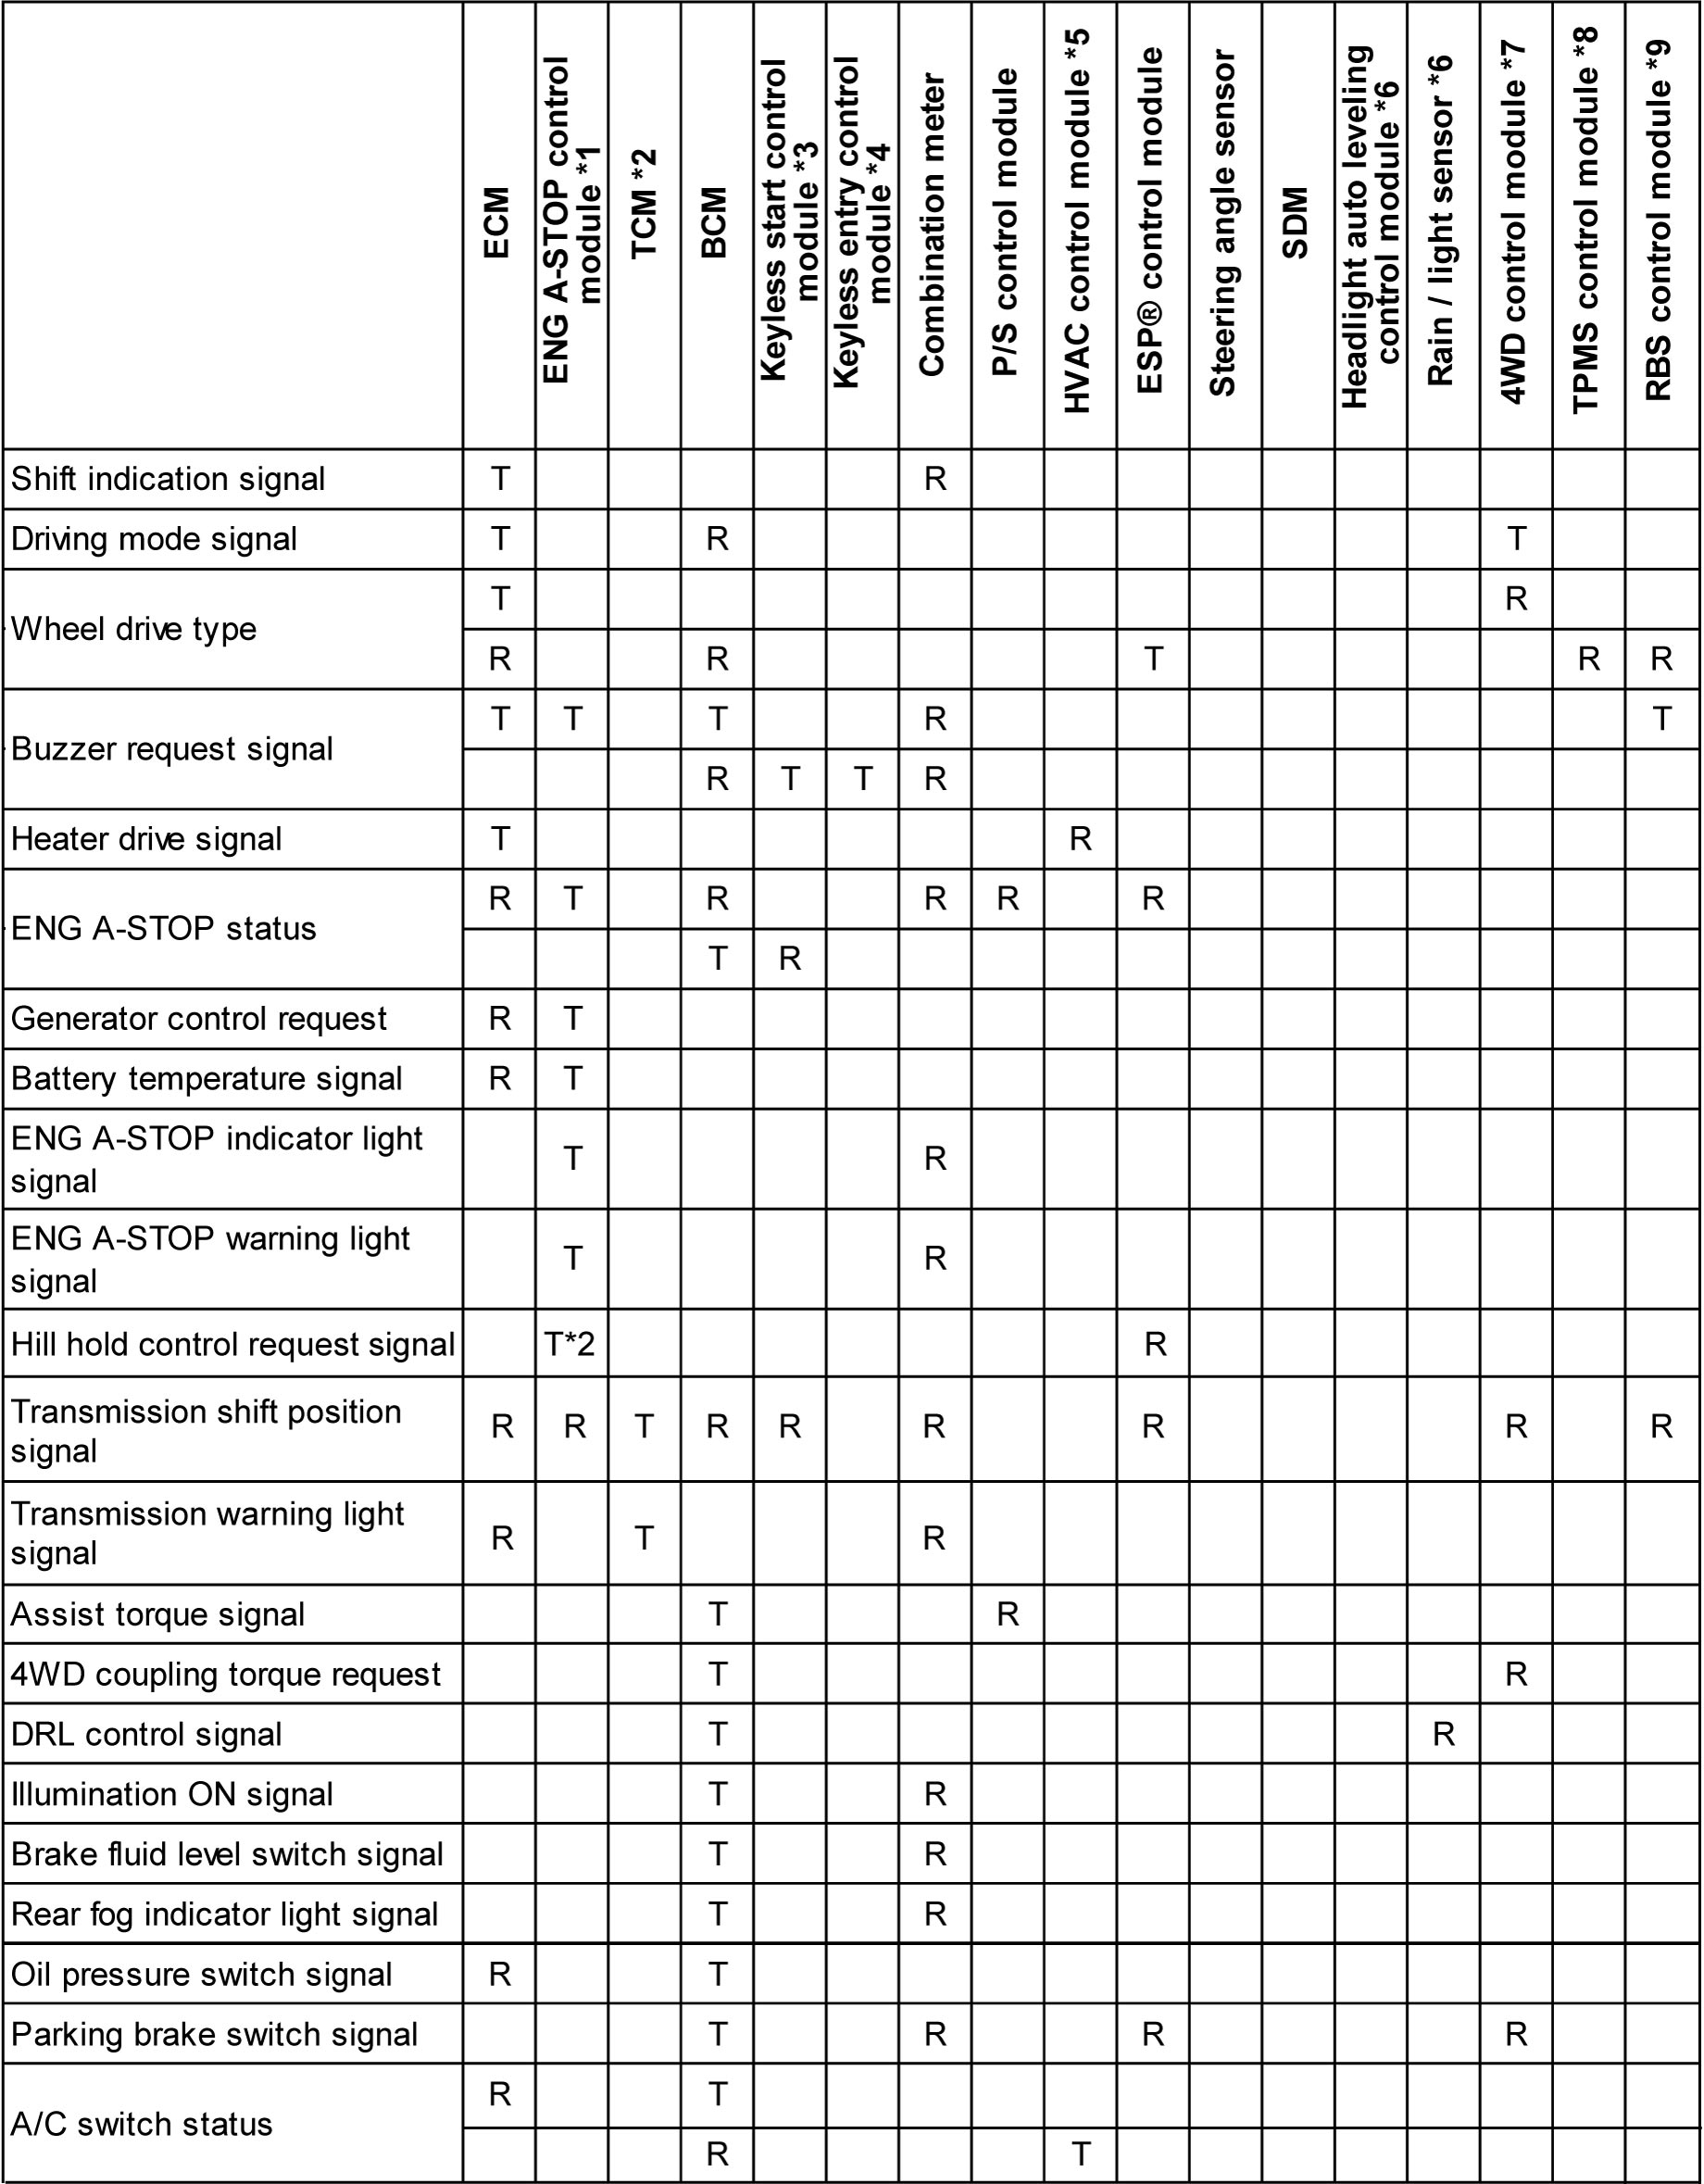 ECM
ENG A-STOP control
module *1
TCM *2
BCM
Keyless start control
module *3
Keyless entry control
module *4
Combination meter
P/S control module
HVAC control module *5
ESP® control module
Steering angle sensor
SDM
Headlight auto leveling
control module *6
Rain / light sensor *6
4WD control module *7
TPMS control module *8
RBS control module *9
Shift indication signal T R
Driving mode signal T R T
Wheel drive type
T R
R R T R R
Buzzer request signal
T T T R T
R T T R
Heater drive signal T R
ENG A-STOP status
R T R R R R
T R
Generator control request R T
Battery temperature signal R T
ENG A-STOP indicator light
signal
T R
ENG A-STOP warning light
signal
T R
Hill hold control request signal T*2 R
Transmission shift position
signal
R R T R R R R R R
Transmission warning light
signal
R T R
Assist torque signal T R
4WD coupling torque request T R
DRL control signal T R
Illumination ON signal T R
Brake fluid level switch signal T R
Rear fog indicator light signal T R
Oil pressure switch signal R T
Parking brake switch signal T R R R
A/C switch status
R T
R T